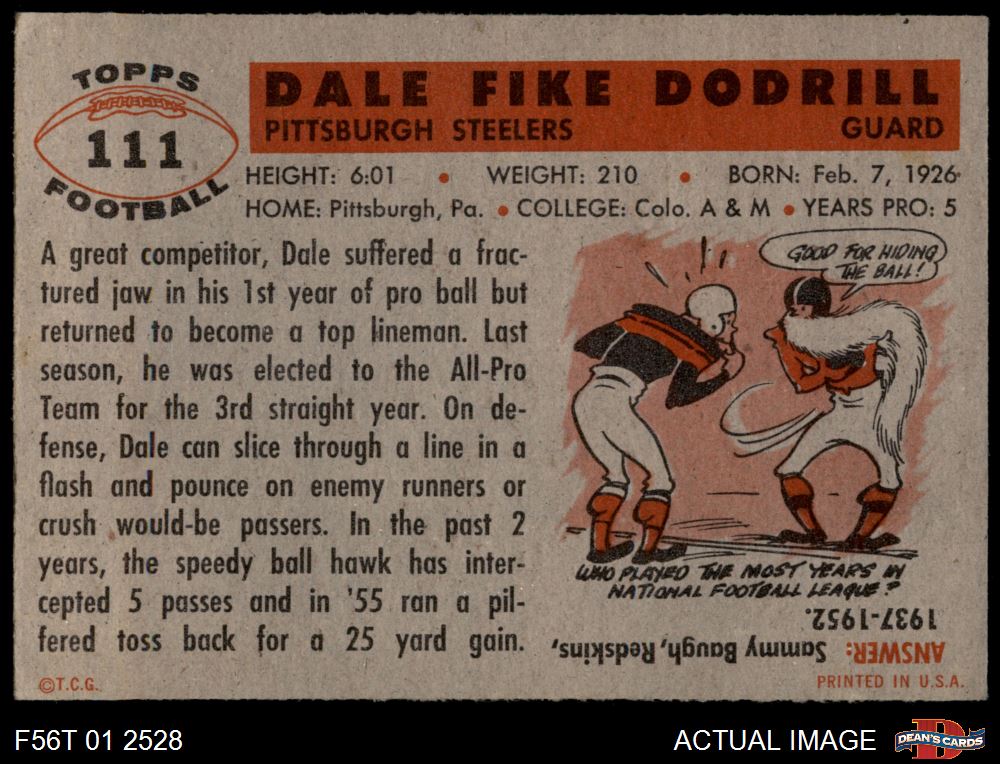 TOPPS
111
FOOTBALL
DALE FIKE DODRILL
PITTSBURGH STEELERS GUARD
HEIGHT: 6:01 • WEIGHT: 210 • BORN: Feb. 7, 1926
HOME: Pittsburgh, Pa. • COLLEGE: Colo. A & M • YEARS PRO: 5
A great competitor, Dale suffered a frac-
tured jaw in his 1st year of pro ball but
returned to become a top lineman. Last
season, he was elected to the All-Pro
Team for the 3rd straight year. On de-
fense, Dale can slice through a line in a
flash and pounce on enemy runners or
crush would-be passers. In the past 2
years, the speedy ball hawk has inter-
cepted 5 passes and in '55 ran a pil-
fered toss back for a 25 yard gain.
©T.C.G.
GOOD FOR HIDING
THE BALL!
WHO PLAYED THE MOST YEARS IN
NATIONAL FOOTBALL LEAGUE?
ANSWER: Sammy Baugh, Redskins,
1937-1952.
PRINTED IN U.S.A.
F56T 01 2528
ACTUAL IMAGE
DEAN'S CARDS